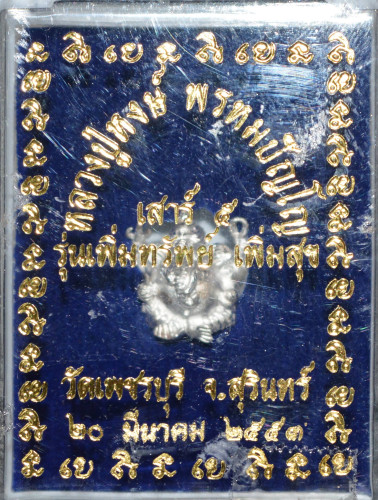 หลวงปู่หงษ์ พรหมปัญโญ
เสาร์ ๕
รุ่นเพิ่มทรัพย์ เพิ่มสุข
วัดเพชรบุรี จ.สุรินทร์
๒๐ มีนาคม ๒๕๕๓